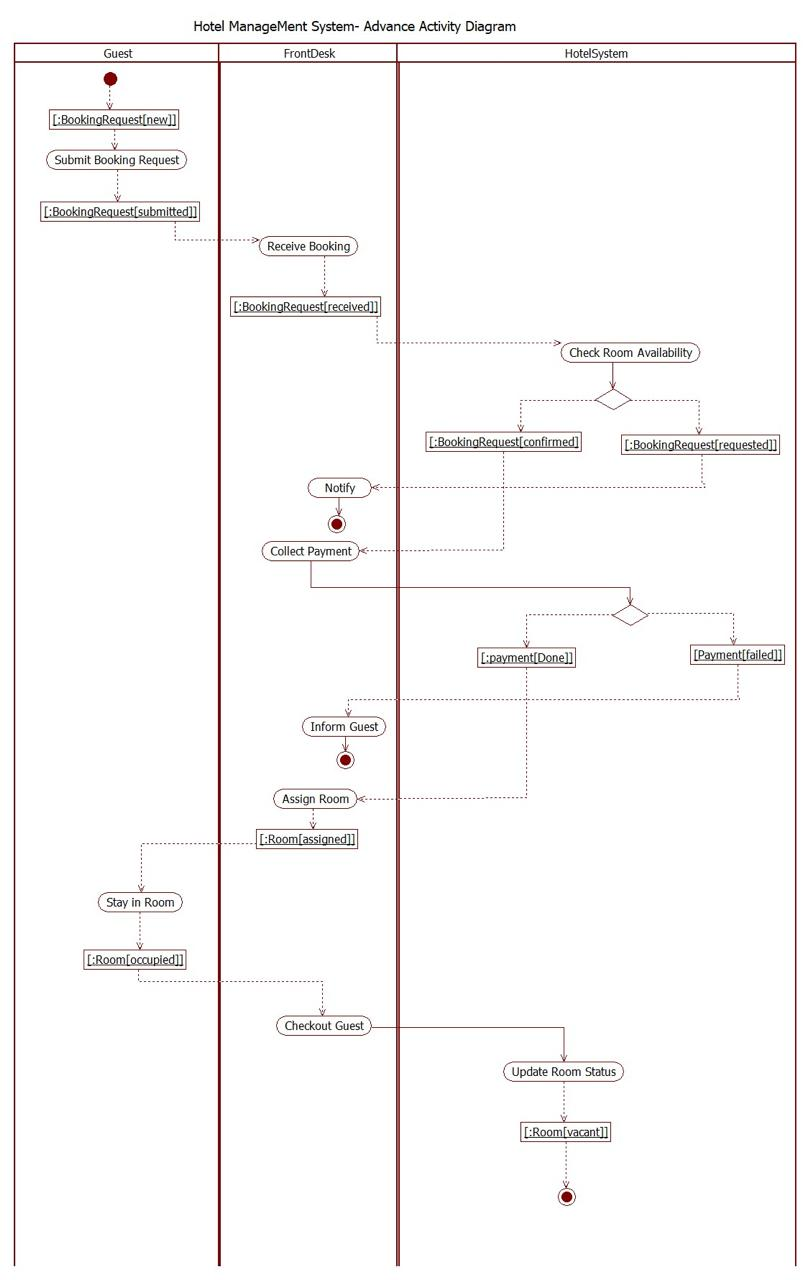 Hotel ManageMent System- Advance Activity Diagram
Guest
FrontDesk
HotelSystem
[:BookingRequest[new]]
Submit Booking Request
[:BookingRequest[submitted]]
Receive Booking
[:BookingRequest[received]]
Check Room Availability
[:BookingRequest[confirmed]
[:BookingRequest[requested]]
Notify
Collect Payment
[:payment[Done]]
[Payment[failed]]
Inform Guest
Assign Room
[:Room[assigned]]
Stay in Room
[:Room[occupied]]
Checkout Guest
Update Room Status
[:Room[vacant]]